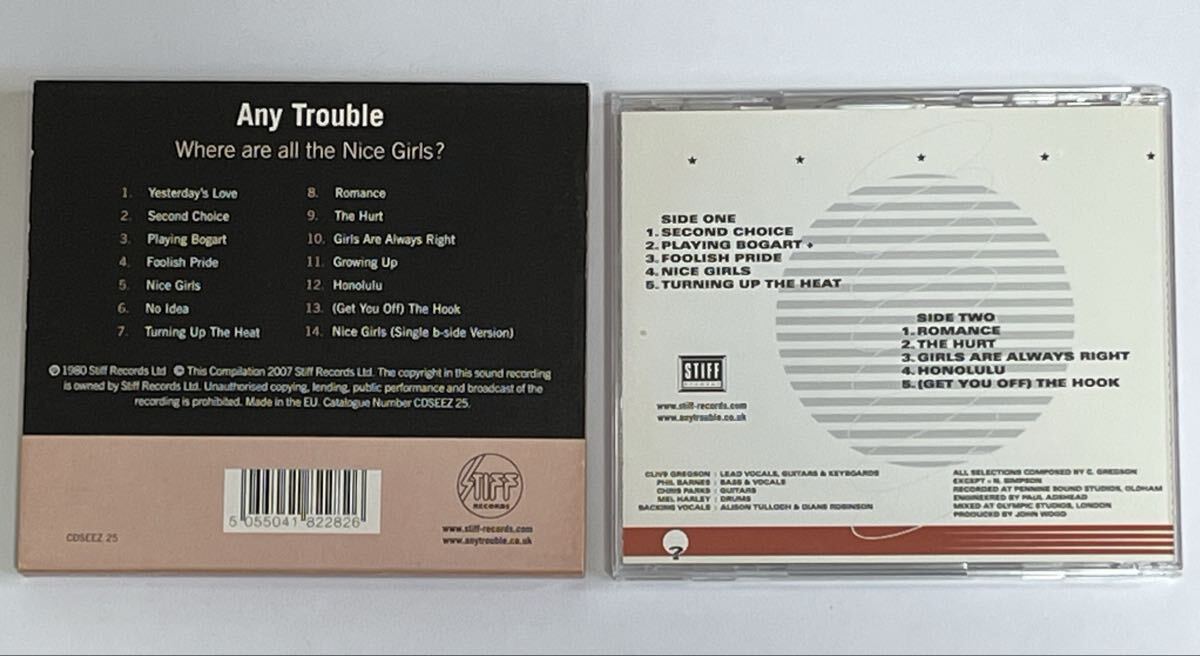 Any Trouble
Where are all the Nice Girls?
1. Yesterday's Love
2. Second Choice
3. Playing Bogart
4. Foolish Pride
5. Nice Girls
6. No Idea
7. Turning Up The Heat
8. Romance
9. The Hurt
10. Girls Are Always Right
11. Growing Up
12. Honolulu
13. (Get You Off) The Hook
14. Nice Girls (Single b-side Version)
℗ 1980 Stiff Records Ltd © This Compilation 2007 Stiff Records Ltd. The copyright in this sound recording
is owned by Stiff Records Ltd. Unauthorised copying, lending, public performance and broadcast of the
recording is prohibited. Made in the EU. Catalogue Number CDSEEZ 25.
5 055041 822826
CDSEEZ 25
STIFF
RECORDS
www.stiff-records.com
www.anytrouble.co.uk
SIDE ONE
1. SECOND CHOICE
2. PLAYING BOGART +
3. FOOLISH PRIDE
4. NICE GIRLS
5. TURNING UP THE HEAT
SIDE TWO
1. ROMANCE
2. THE HURT
3. GIRLS ARE ALWAYS RIGHT
4. HONOLULU
5. (GET YOU OFF) THE HOOK
STIFF
records
www.stiff-records.com
www.anytrouble.co.uk
CLIVE GREGSON : LEAD VOCALS, GUITARS & KEYBOARDS
PHIL BARNES : BASS & VOCALS
CHRIS PARKS : GUITARS
MEL HARLEY : DRUMS
BACKING VOCALS : ALISON TULLOCH & DIANE ROBINSON
ALL SELECTIONS COMPOSED BY C. GREGSON
EXCEPT + N. SIMPSON
RECORDED AT PENNINE SOUND STUDIOS, OLDHAM
ENGINEERED BY PAUL ADSHEAD
MIXED AT OLYMPIC STUDIOS, LONDON
PRODUCED BY JOHN WOOD
?